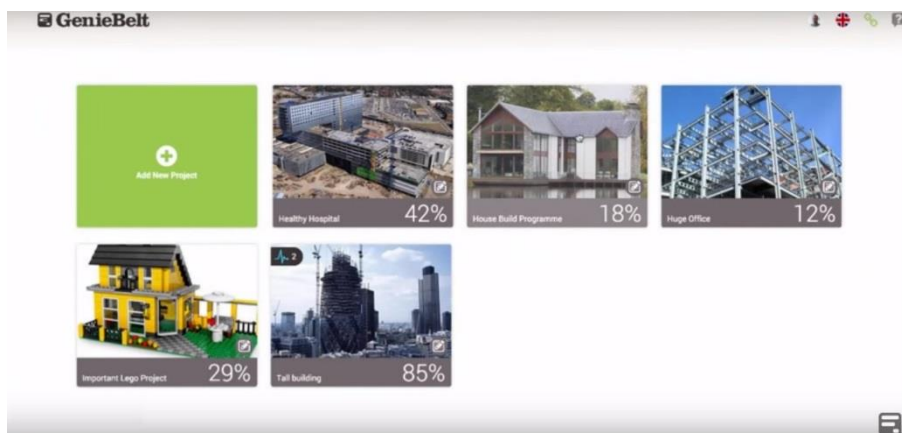 GenieBelt
Add New Project
Healthy Hospital 42%
House Build Programme 18%
Huge Office 12%
2
Important Lego Project 29%
Tall building 85%